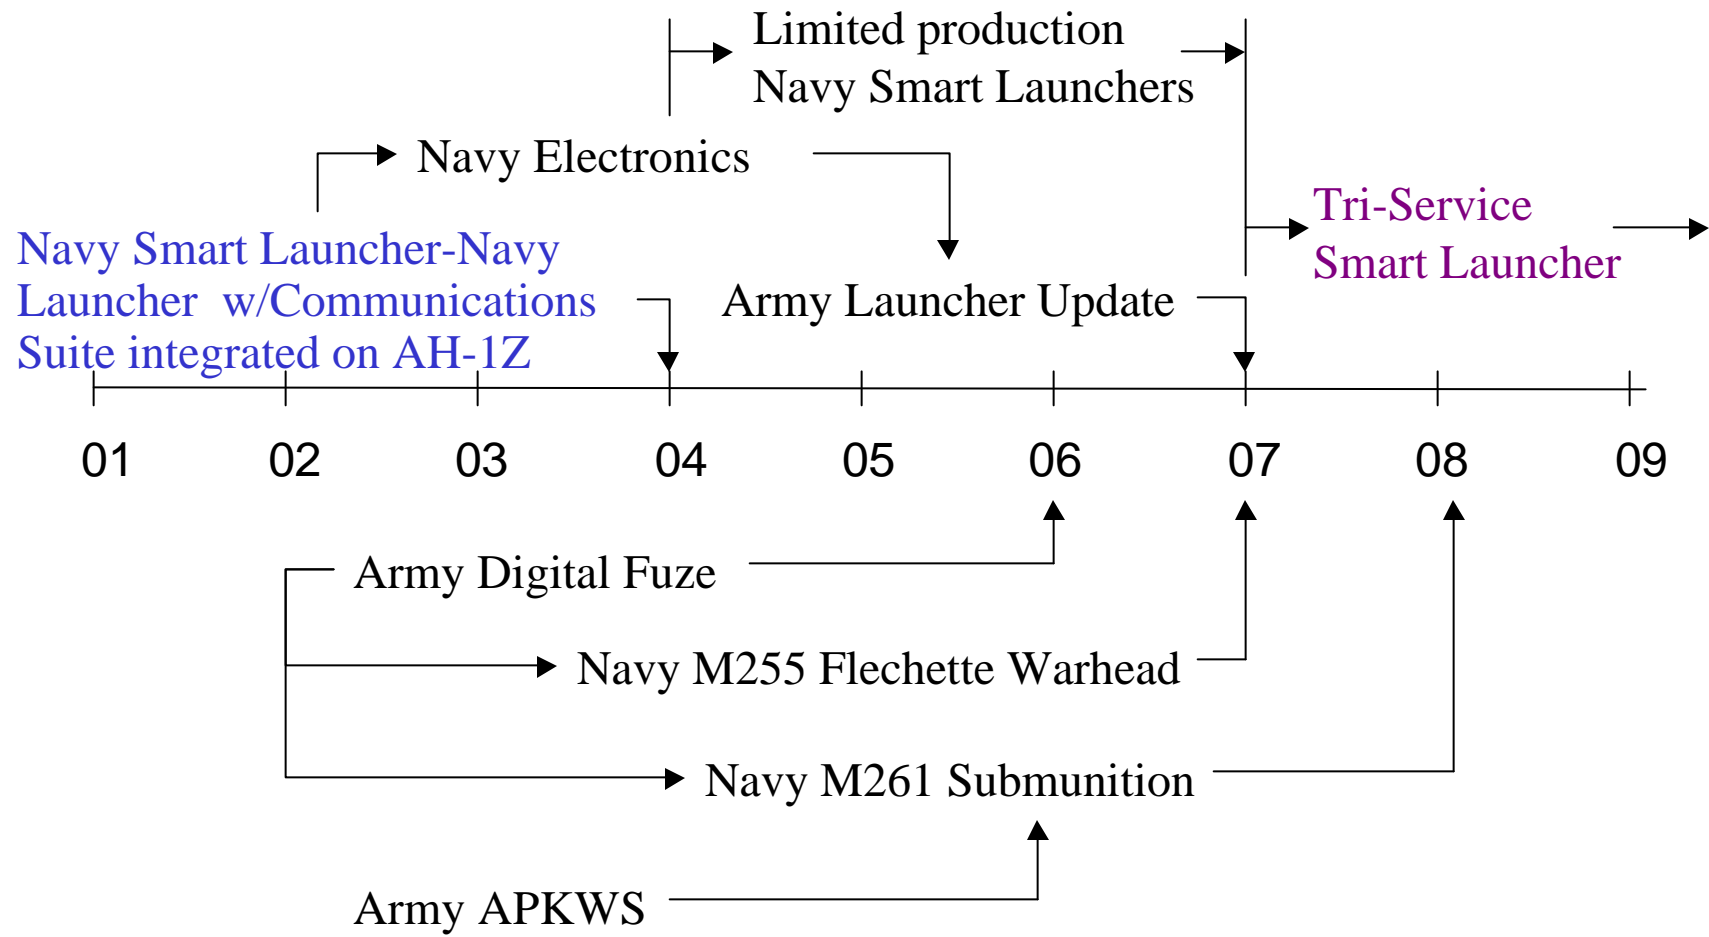 Limited production
Navy Smart Launchers
Navy Electronics
Tri-Service
Smart Launcher
Navy Smart Launcher-Navy
Launcher w/Communications
Suite integrated on AH-1Z
Army Launcher Update
01 02 03 04 05 06 07 08 09
Army Digital Fuze
Navy M255 Flechette Warhead
Navy M261 Submunition
Army APKWS